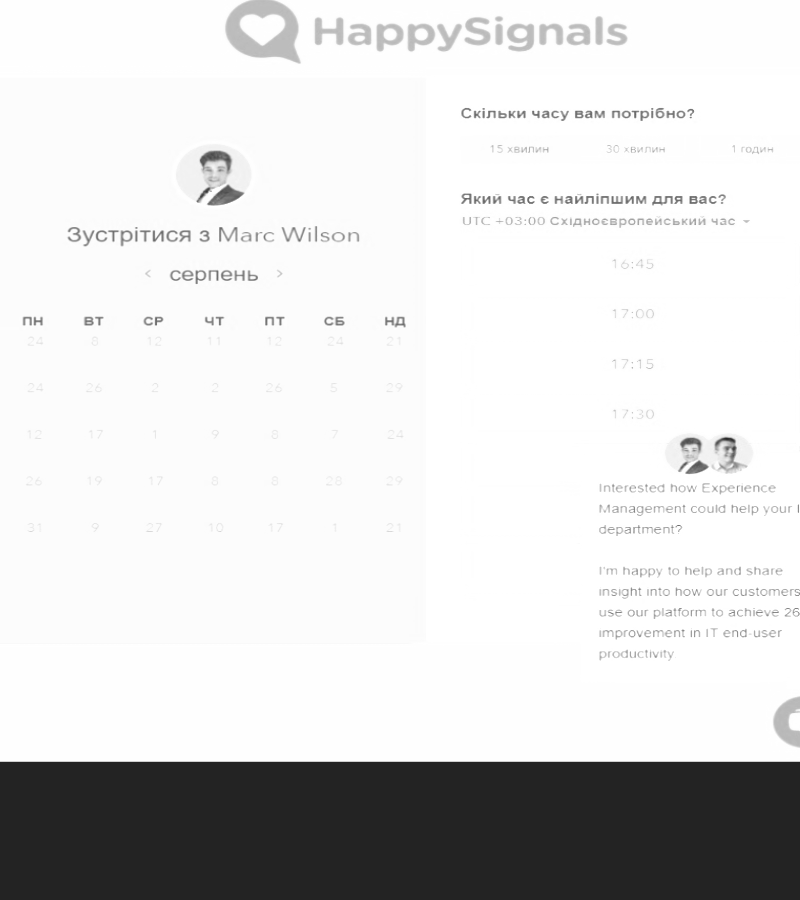 HappySignals
Зустрітися з Marc Wilson
серпень
ПН ВТ СР ЧТ ПТ СБ НД
24 8 12 11 12 24 21
24 26 2 2 26 5 29
12 17 1 9 8 7 24
26 19 17 8 8 28 29
31 9 27 10 17 1 21
Скільки часу вам потрібно?
15 хвилин 30 хвилин 1 годин
Який час є найліпшим для вас?
UTC +03:00 Східноєвропейський час
16:45
17:00
17:15
17:30
Interested how Experience
Management could help your
department?
I'm happy to help and share
insight into how our customers
use our platform to achieve 26
improvement in IT end-user
productivity